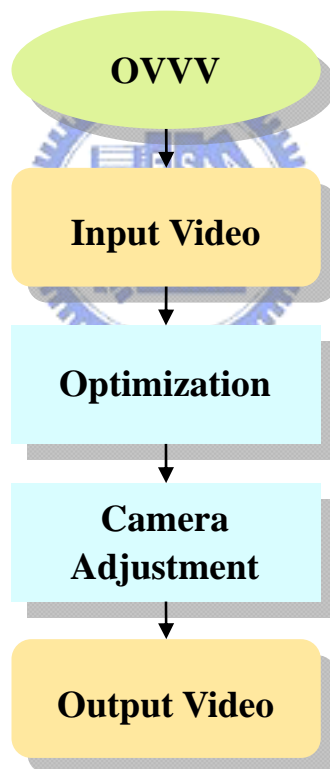 OVVV
Input Video
Optimization
Camera
Adjustment
Output Video